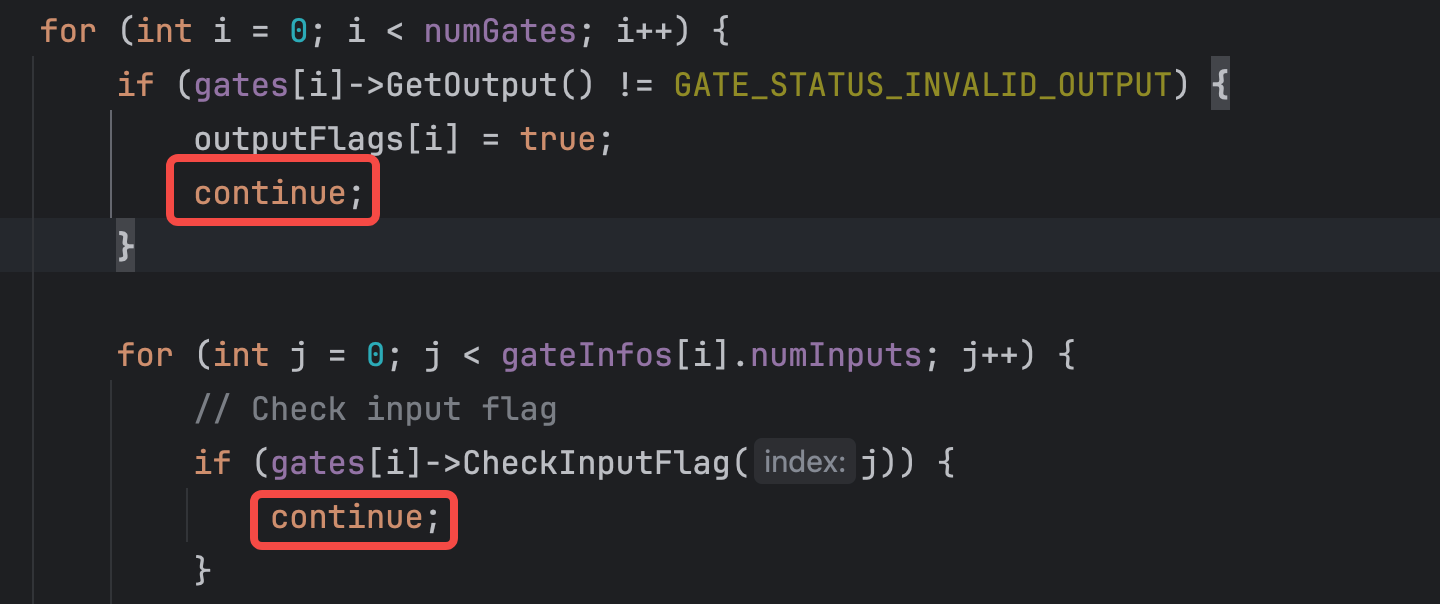 for (int i = 0; i < numGates; i++) {
if (gates[i]->GetOutput() != GATE_STATUS_INVALID_OUTPUT) {
outputFlags[i] = true;
continue;
}
for (int j = 0; j < gateInfos[i].numInputs; j++) {
// Check input flag
if (gates[i]->CheckInputFlag( index: j)) {
continue;
}